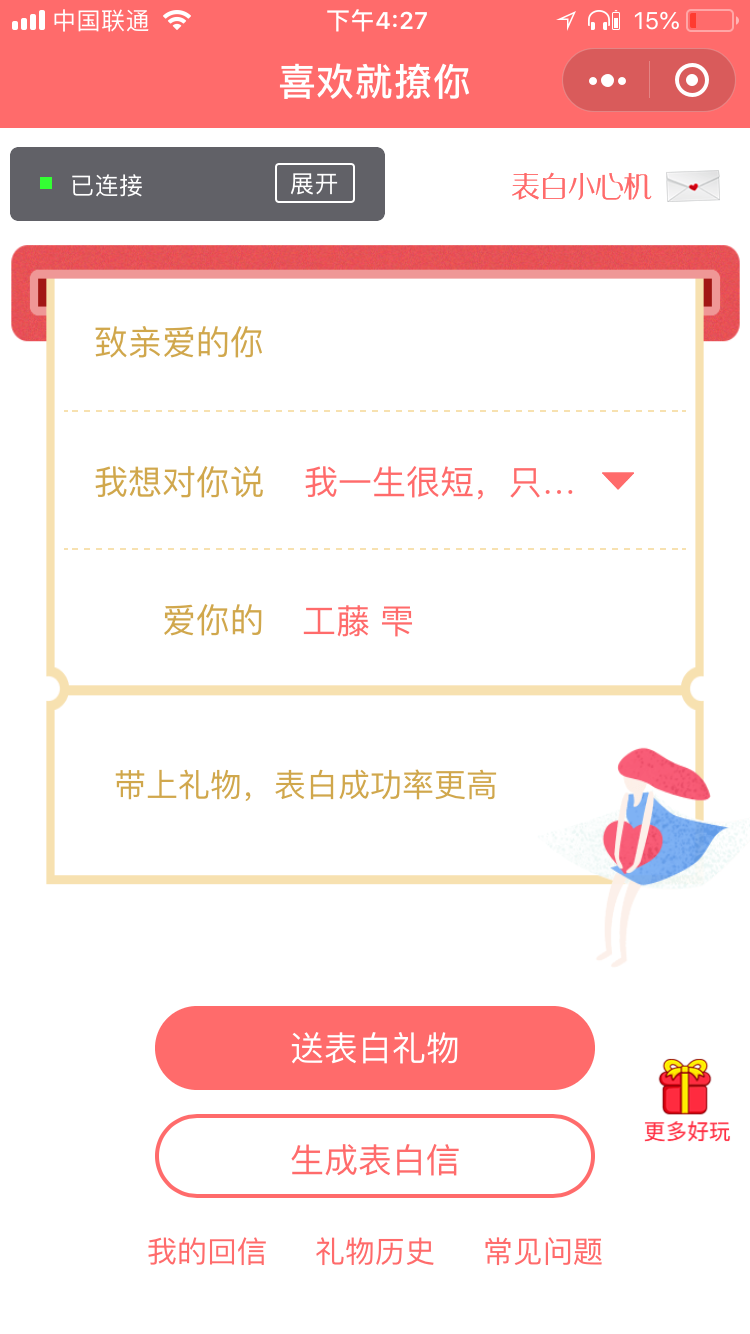 中国联通 下午4:27 15%
喜欢就撩你
已连接 展开 表白小心机
致亲爱的你
我想对你说 我一生很短，只...
爱你的 工藤 雫
带上礼物，表白成功率更高
送表白礼物
更多好玩
生成表白信
我的回信 礼物历史 常见问题